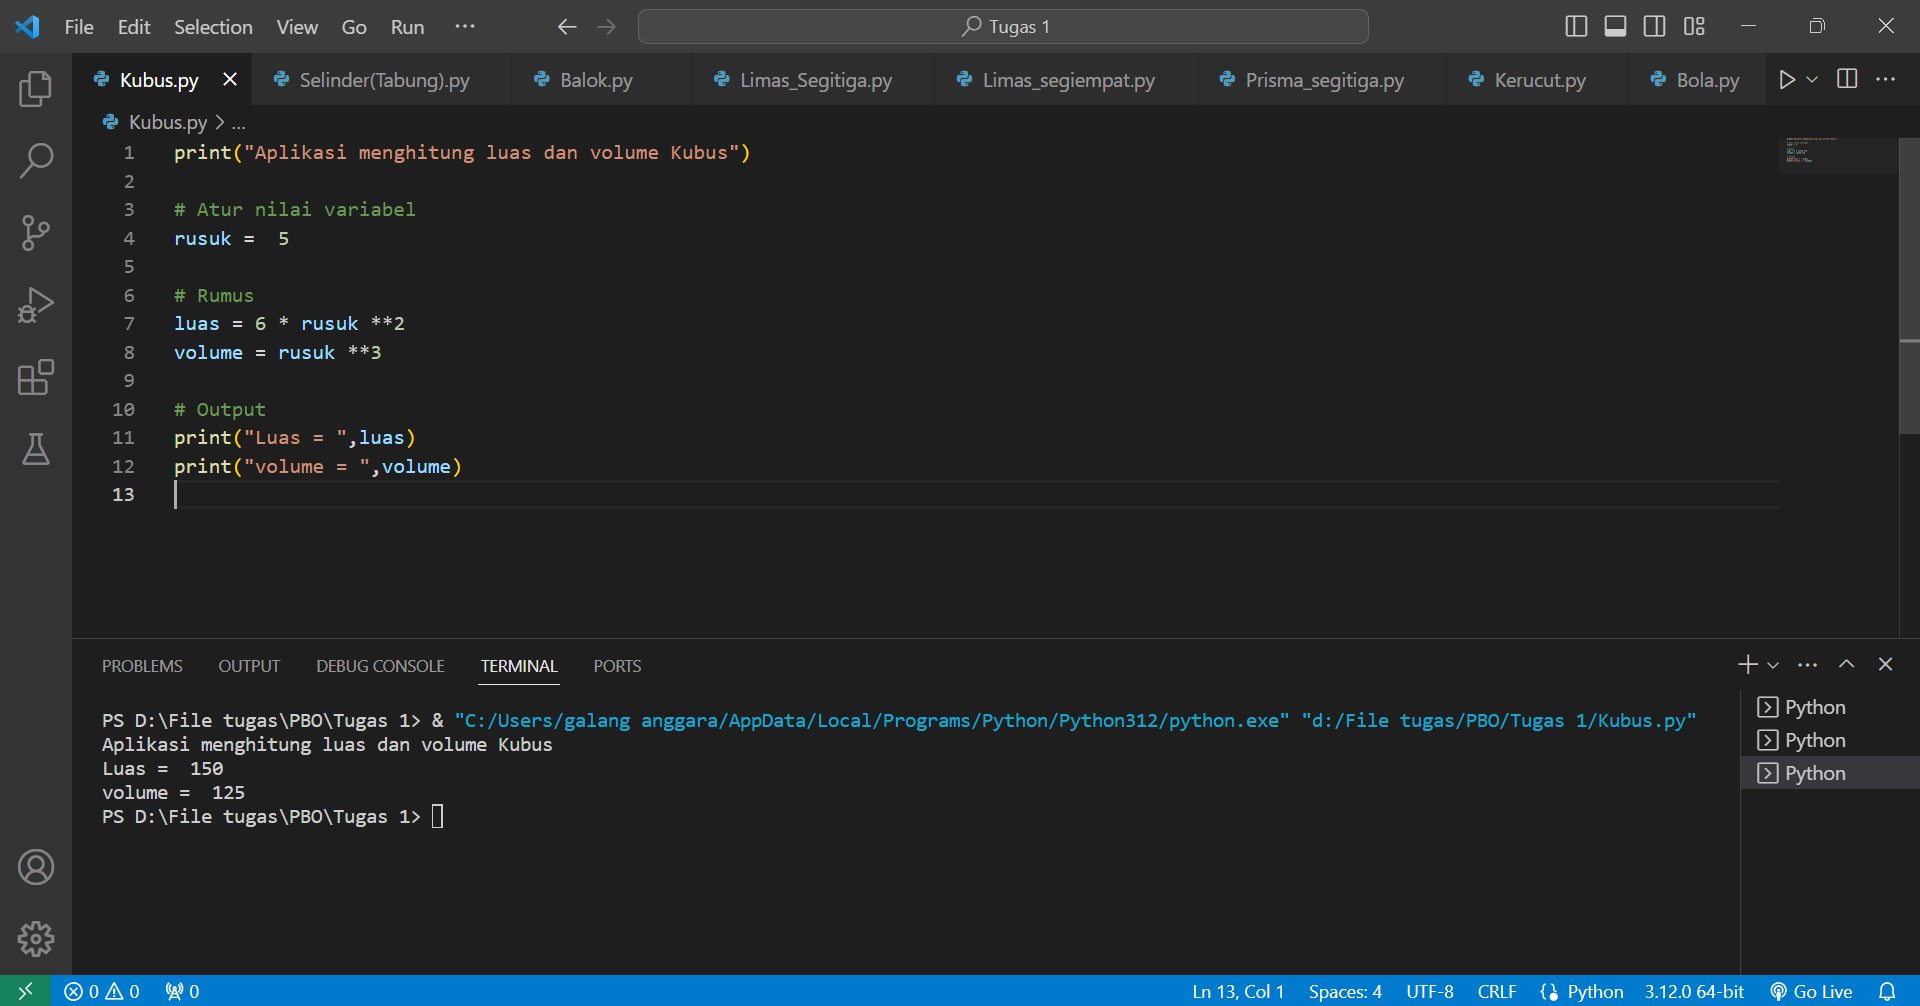 File Edit Selection View Go Run ··· Tugas 1
Kubus.py Selinder(Tabung).py Balok.py Limas_Segitiga.py Limas_segiempat.py Prisma_segitiga.py Kerucut.py Bola.py
Kubus.py > ...
1 print("Aplikasi menghitung luas dan volume Kubus")
2
3 # Atur nilai variabel
4 rusuk =  5
5
6 # Rumus
7 luas = 6 * rusuk **2
8 volume = rusuk **3
9
10 # Output
11 print("Luas = ",luas)
12 print("volume = ",volume)
13
PROBLEMS OUTPUT DEBUG CONSOLE TERMINAL PORTS
PS D:\File tugas\PBO\Tugas 1> & "C:/Users/galang anggara/AppData/Local/Programs/Python/Python312/python.exe" "d:/File tugas/PBO/Tugas 1/Kubus.py"
Aplikasi menghitung luas dan volume Kubus
Luas =  150
volume =  125
PS D:\File tugas\PBO\Tugas 1>
Python
Python
Python
0 0 0 Ln 13, Col 1 Spaces: 4 UTF-8 CRLF Python 3.12.0 64-bit Go Live